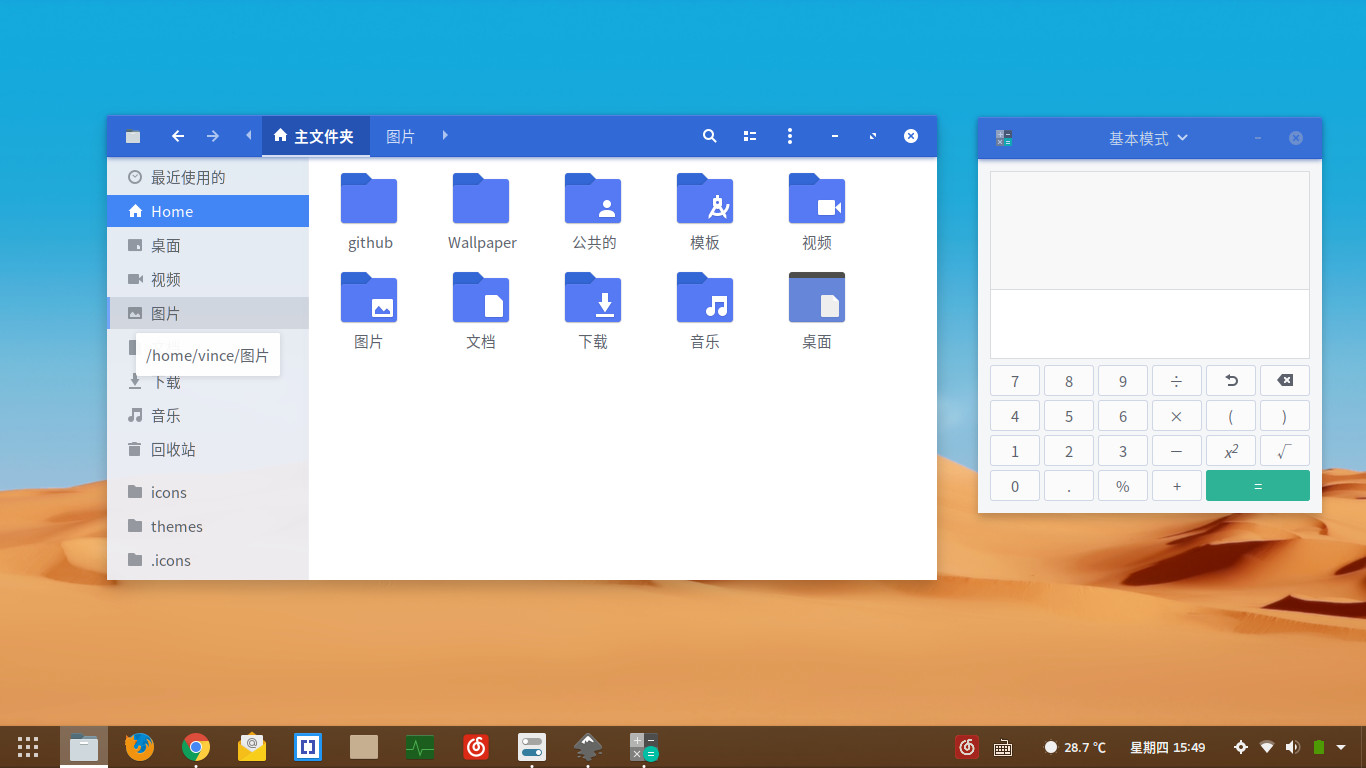 主文件夹 图片
最近使用的
Home
桌面
视频
图片
/home/vince/图片
下载
音乐
回收站
icons
themes
.icons
github Wallpaper 公共的 模板 视频
图片 文档 下载 音乐 桌面
基本模式
7 8 9 ÷
4 5 6 × ( )
1 2 3 − x² √
0 . % + =
28.7 ℃ 星期四 15:49